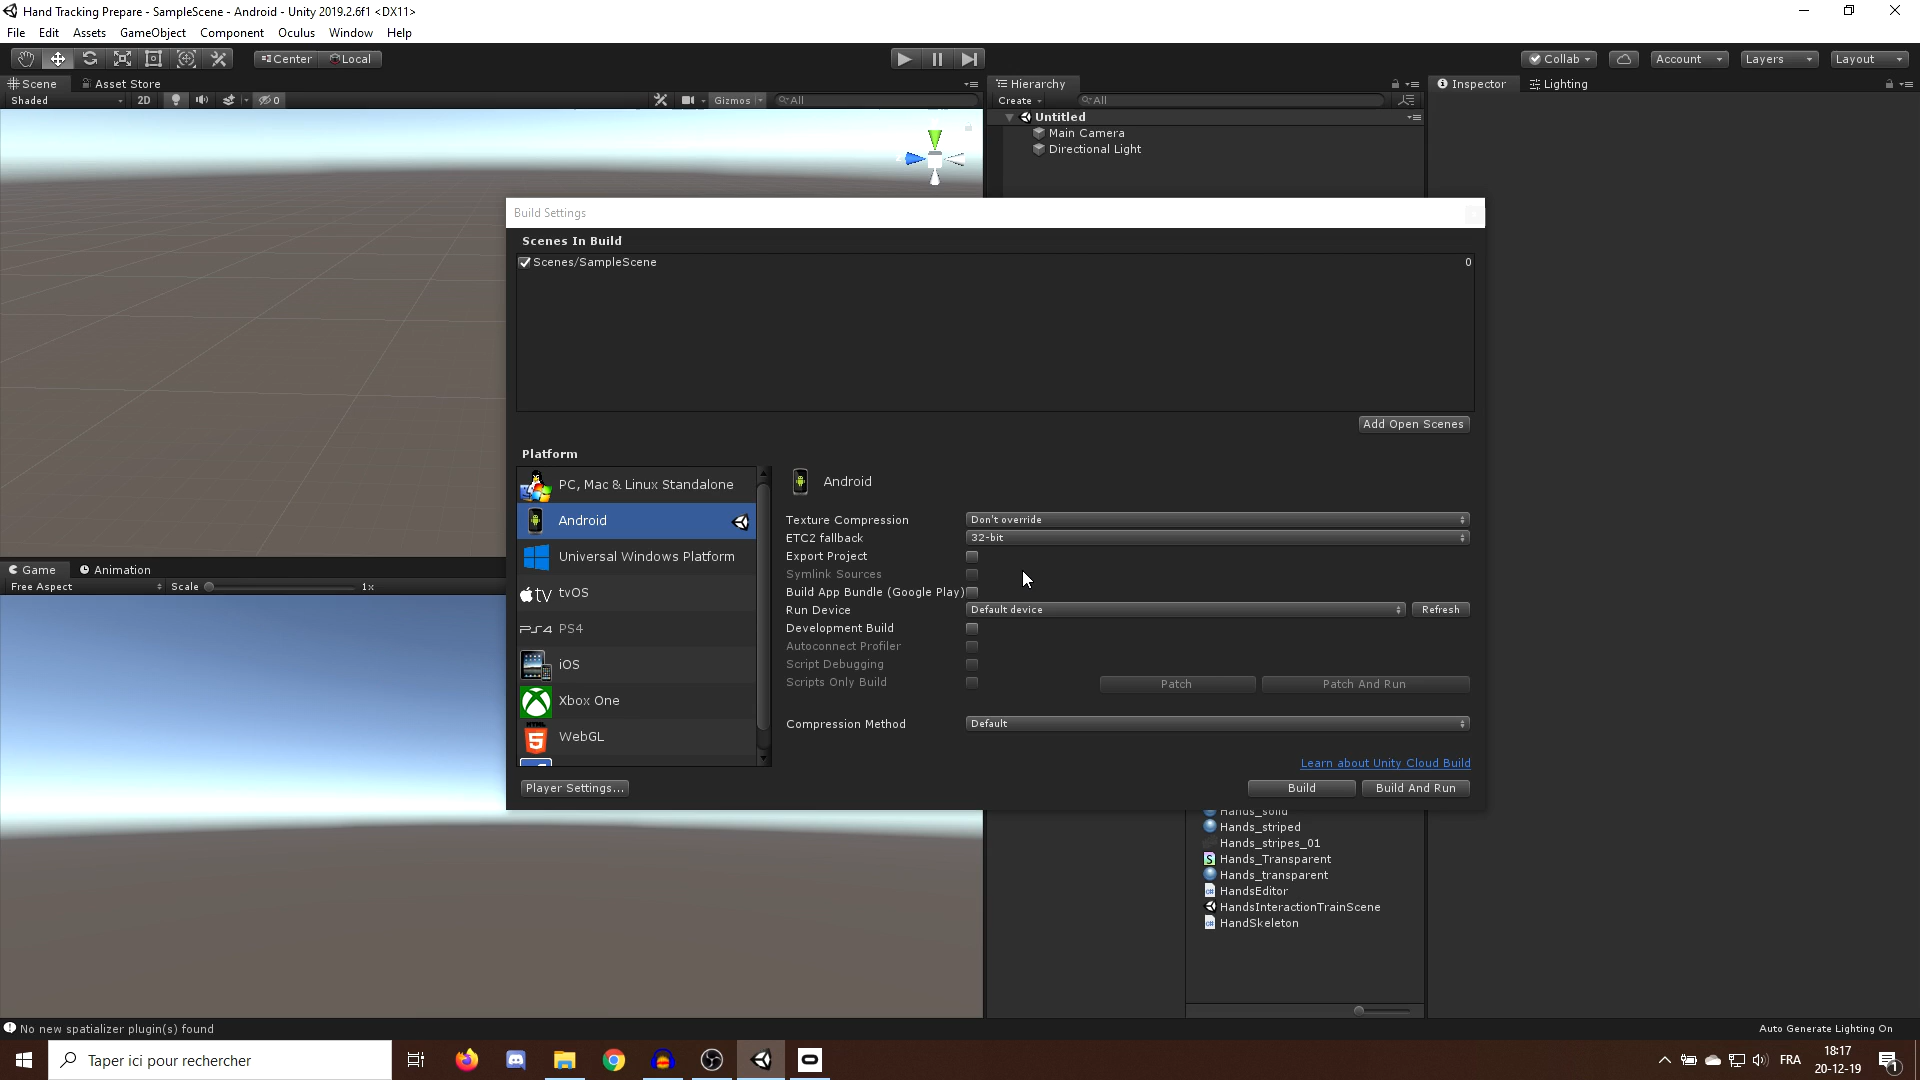 Hand Tracking Prepare - SampleScene - Android - Unity 2019.2.6f1 <DX11>
File Edit Assets GameObject Component Oculus Window Help
Center Local
Collab Account Layers Layout
Scene Asset Store
Hierarchy
Inspector Lighting
Shaded 2D 0 Gizmos All
Create All
Untitled
Main Camera
Directional Light
Build Settings
Scenes In Build
Scenes/SampleScene 0
Add Open Scenes
Platform
PC, Mac & Linux Standalone
Android
Universal Windows Platform
tvOS
PS4
iOS
Xbox One
WebGL
Player Settings...
Android
Texture Compression Don't override
ETC2 fallback 32-bit
Export Project
Symlink Sources
Build App Bundle (Google Play)
Run Device Default device Refresh
Development Build
Autoconnect Profiler
Script Debugging
Scripts Only Build Patch Patch And Run
Compression Method Default
Learn about Unity Cloud Build
Build Build And Run
Game Animation
Free Aspect Scale 1x
Hands_solid
Hands_striped
Hands_stripes_01
Hands_Transparent
Hands_transparent
HandsEditor
HandsInteractionTrainScene
HandSkeleton
No new spatializer plugin(s) found
Auto Generate Lighting On
Taper ici pour rechercher
FRA
18:17
20-12-19
1